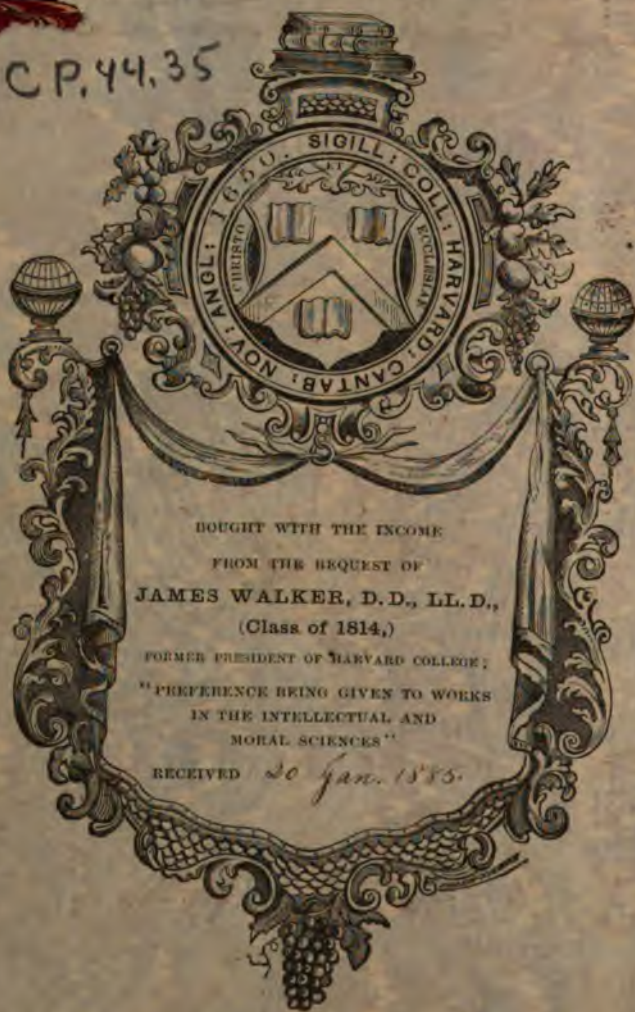 C P.44.35
SIGILL: COLL: HARVARD: CANTAB: NOV: ANGL: 1650.
ET
CHRISTO
ECCLESIAE
BOUGHT WITH THE INCOME
FROM THE BEQUEST OF
JAMES WALKER, D.D., LL.D.,
(Class of 1814,)
FORMER PRESIDENT OF HARVARD COLLEGE;
"PREFERENCE BEING GIVEN TO WORKS
IN THE INTELLECTUAL AND
MORAL SCIENCES"
RECEIVED 20 Jan. 1885.